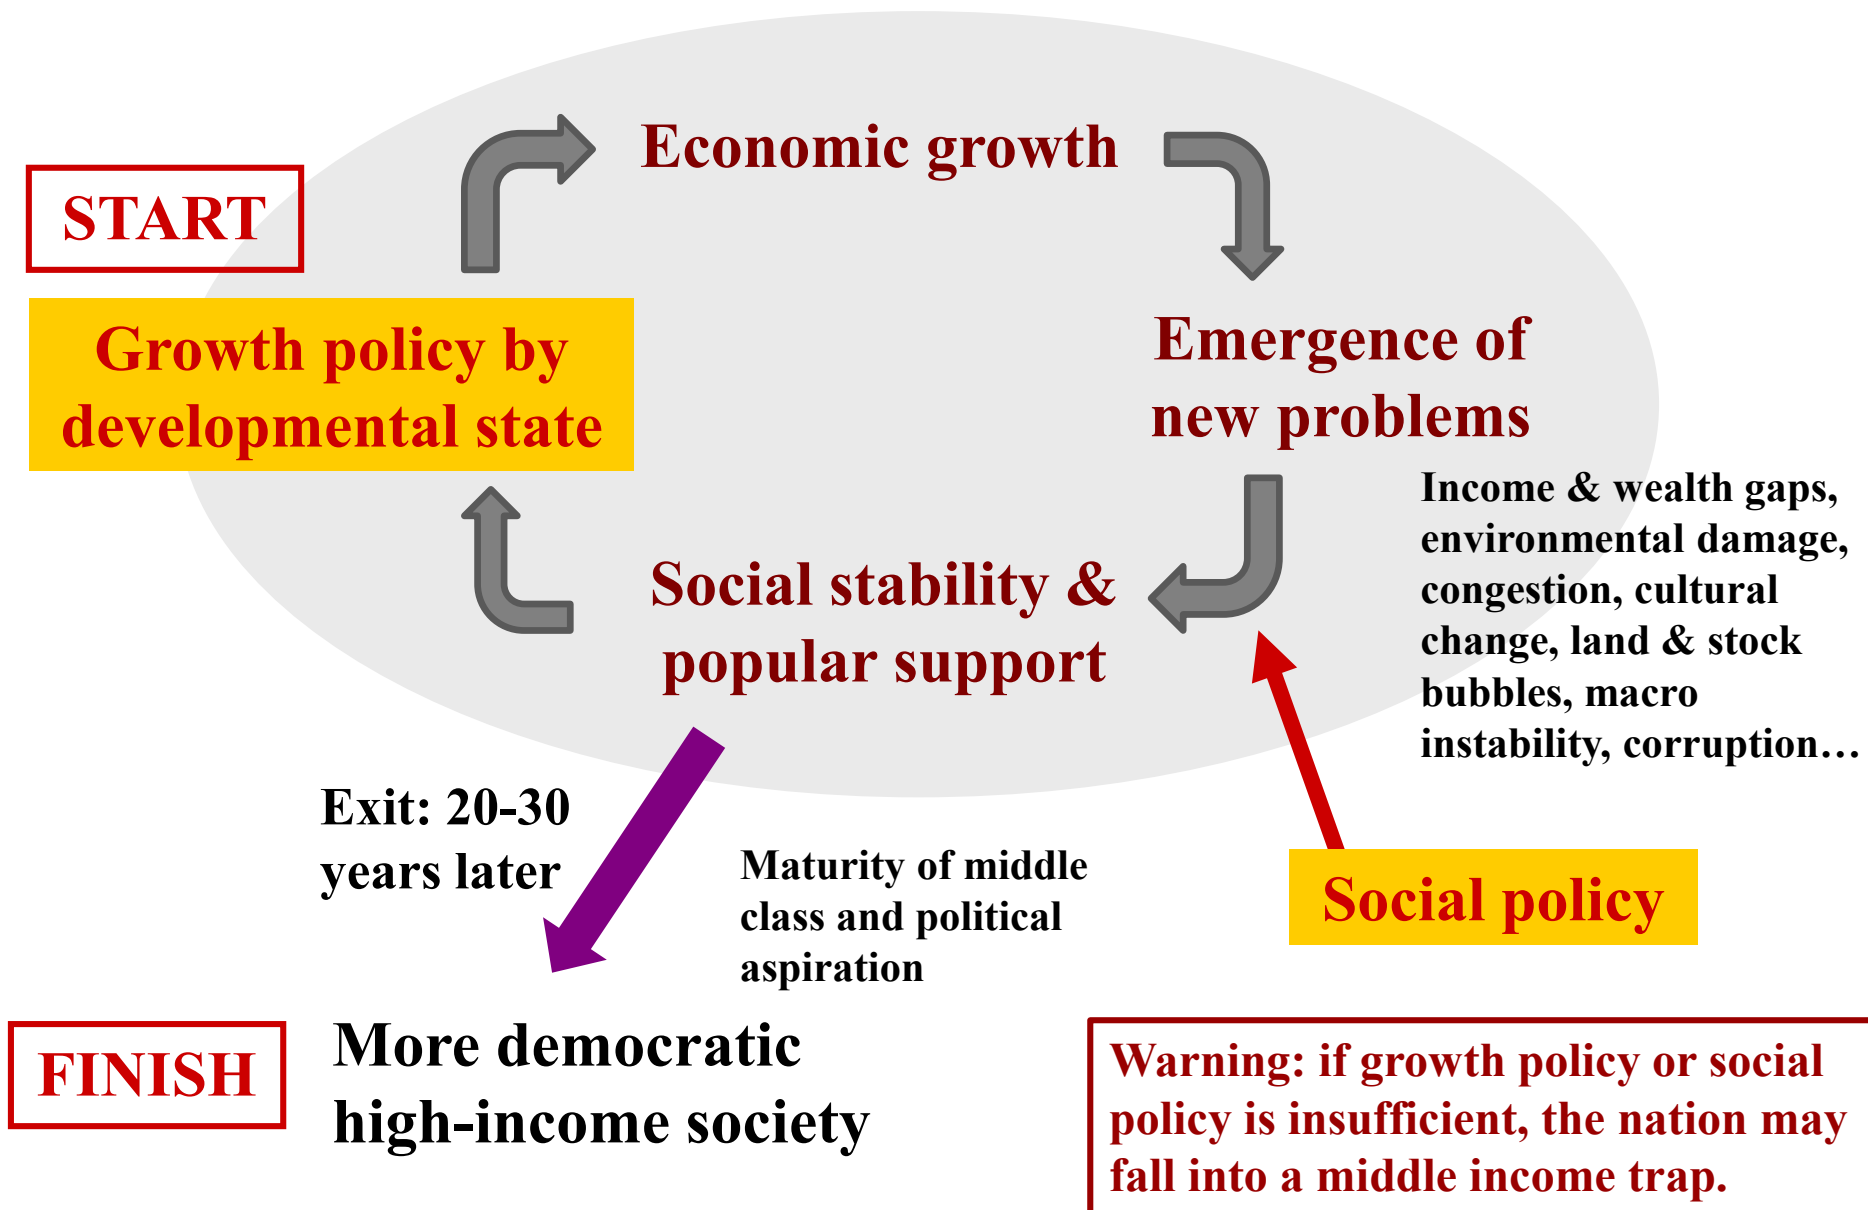 Economic growth
START
Growth policy by
developmental state
Emergence of
new problems
Income & wealth gaps,
environmental damage,
congestion, cultural
change, land & stock
bubbles, macro
instability, corruption…
Social stability &
popular support
Exit: 20-30
years later
Maturity of middle
class and political
aspiration
Social policy
FINISH
More democratic
high-income society
Warning: if growth policy or social
policy is insufficient, the nation may
fall into a middle income trap.